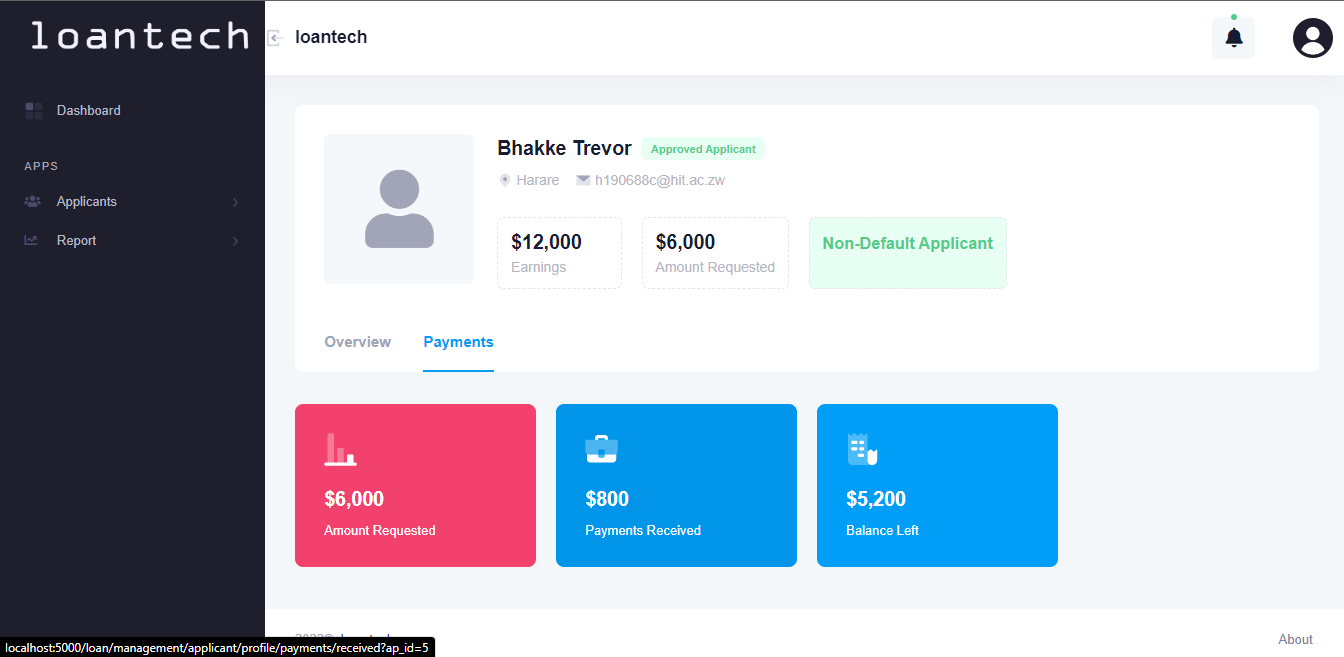 loantech
loantech
Dashboard
APPS
Applicants
Report
Bhakke Trevor
Approved Applicant
Harare
h190688c@hit.ac.zw
$12,000
Earnings
$6,000
Amount Requested
Non-Default Applicant
Overview
Payments
$6,000
Amount Requested
$800
Payments Received
$5,200
Balance Left
About
localhost:5000/loan/management/applicant/profile/payments/received?ap_id=5